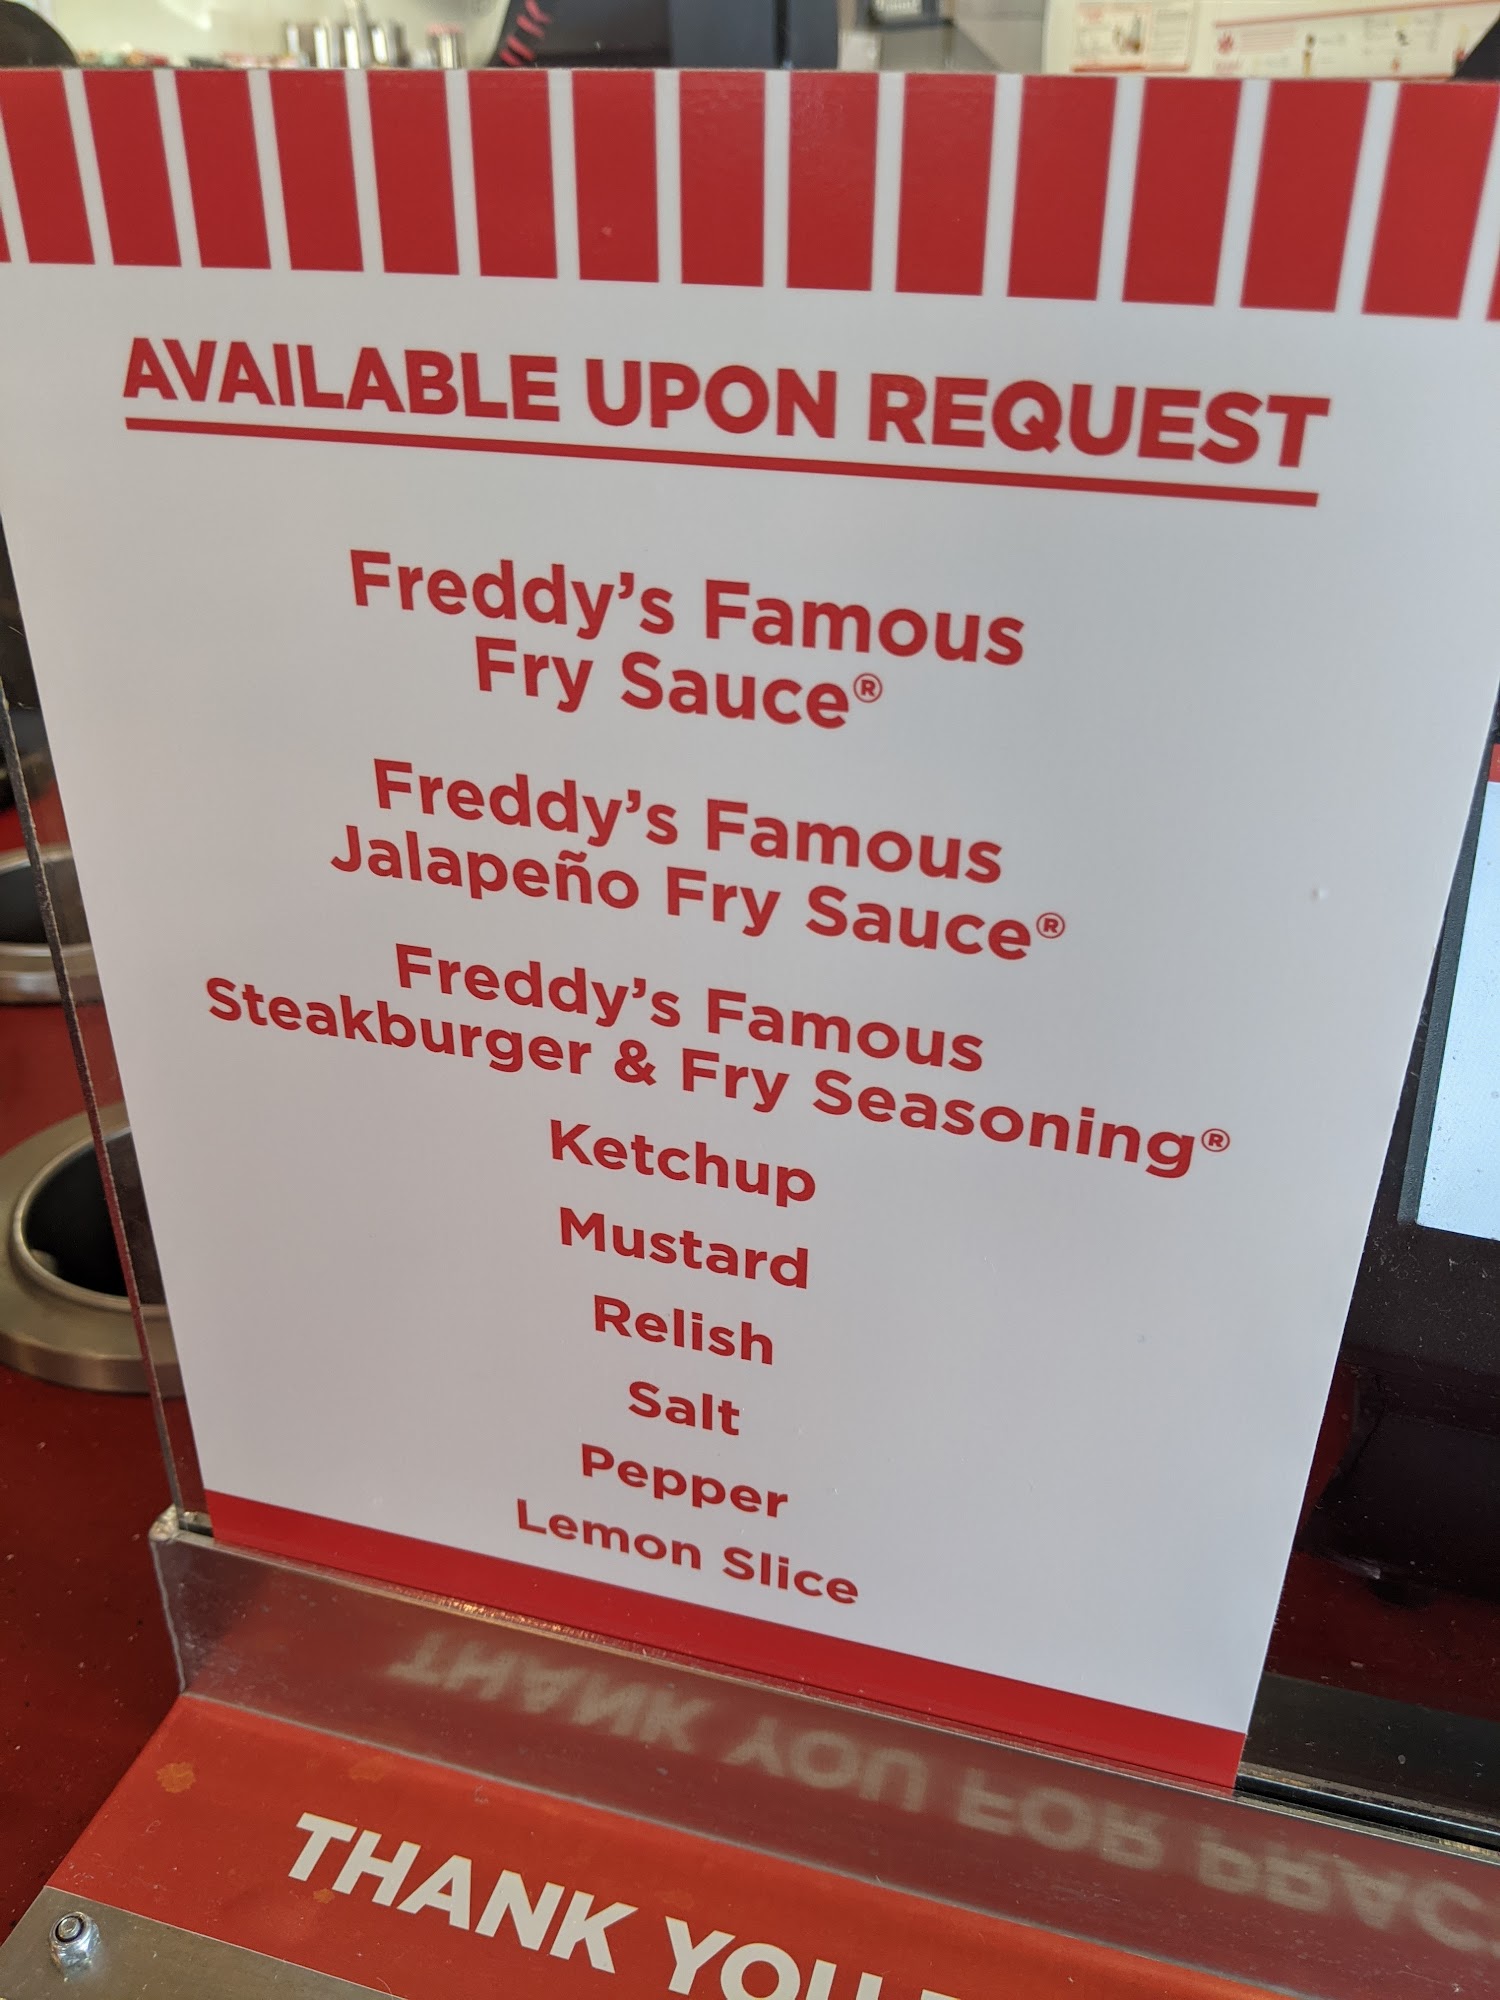 AVAILABLE UPON REQUEST
Freddy's Famous
Fry Sauce®
Freddy's Famous
Jalapeño Fry Sauce®
Freddy's Famous
Steakburger & Fry Seasoning®
Ketchup
Mustard
Relish
Salt
Pepper
Lemon Slice
THANK YOU FOR PRAC
THANK YOU